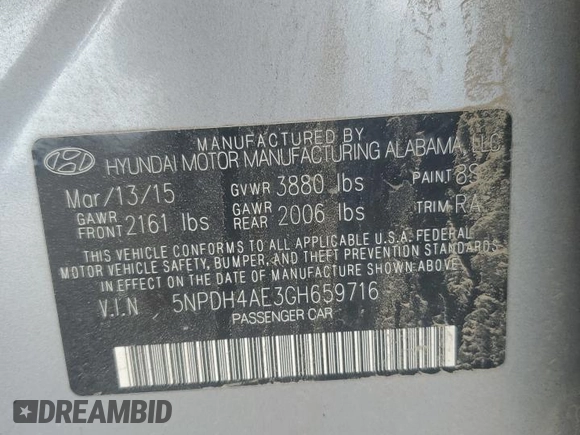 MANUFACTURED BY
HYUNDAI MOTOR MANUFACTURING ALABAMA, LLC
Mar/13/15 GVWR 3880 lbs PAINT 8S
GAWR FRONT 2161 lbs GAWR REAR 2006 lbs TRIM RA
THIS VEHICLE CONFORMS TO ALL APPLICABLE U.S.A. FEDERAL
MOTOR VEHICLE SAFETY, BUMPER, AND THEFT PREVENTION STANDARDS
IN EFFECT ON THE DATE OF MANUFACTURE SHOWN ABOVE.
V.I.N 5NPDH4AE3GH659716
PASSENGER CAR
DREAMBID